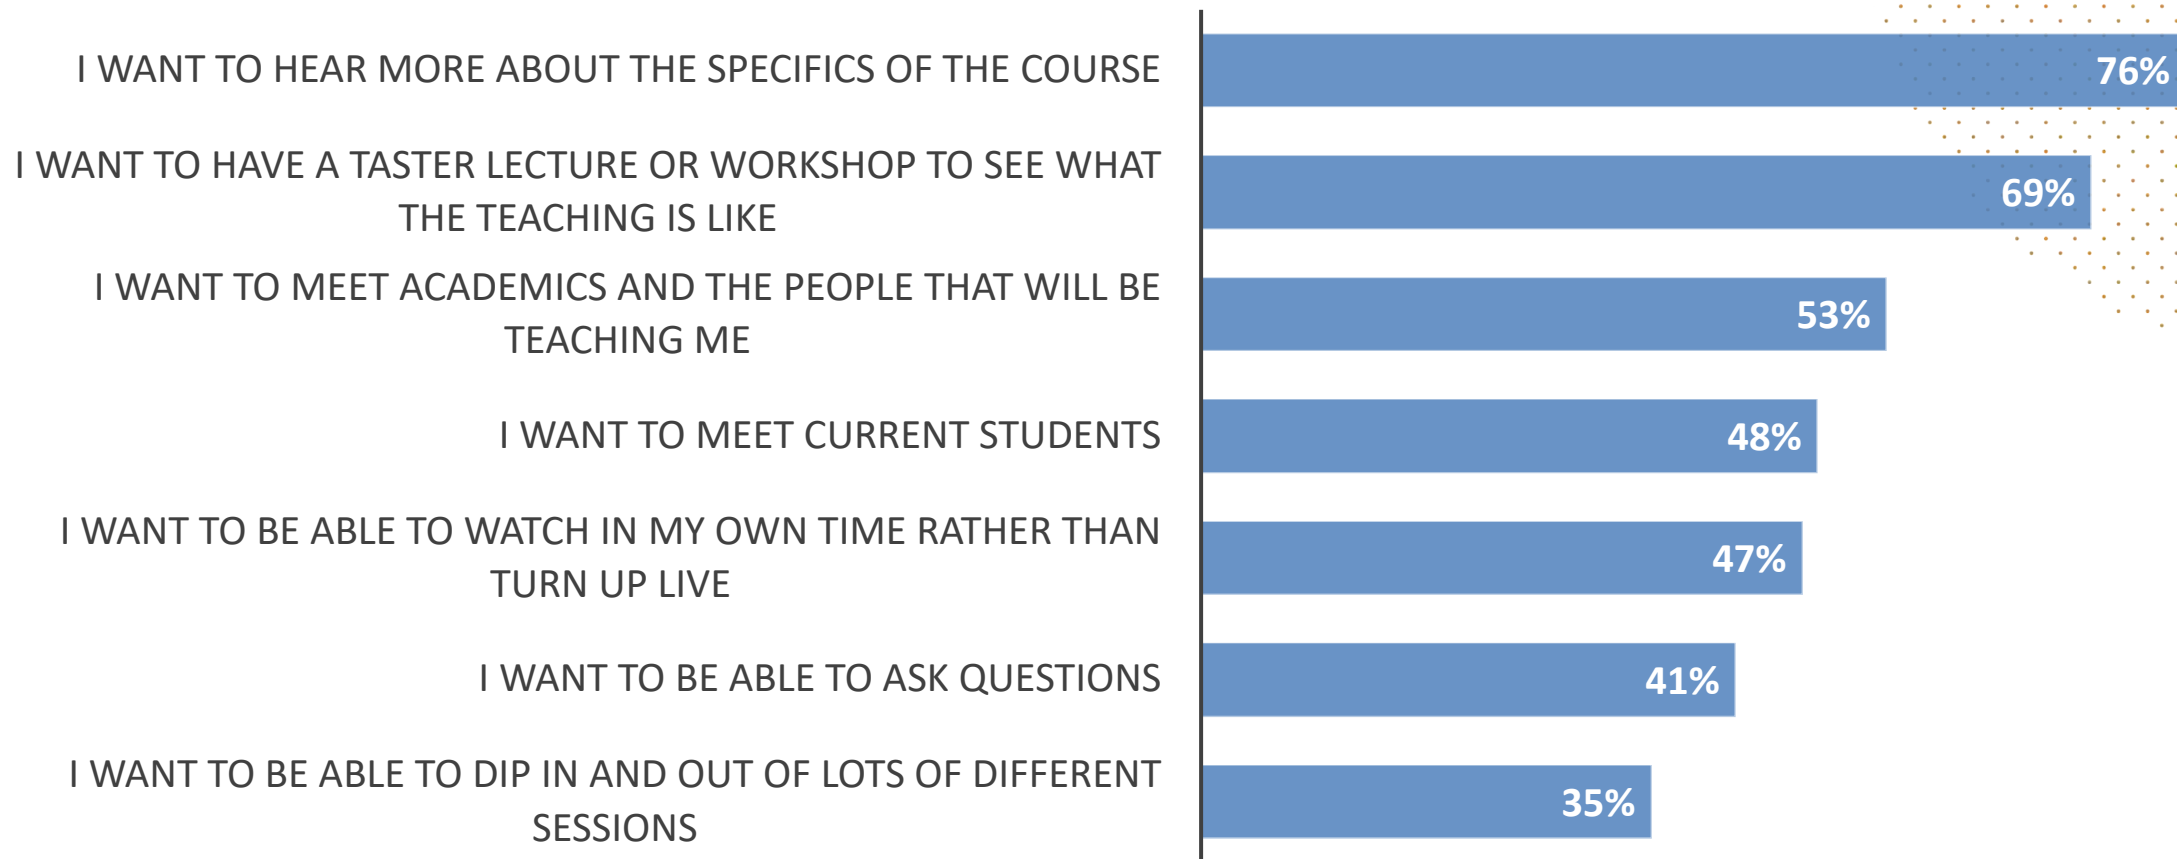 I WANT TO HEAR MORE ABOUT THE SPECIFICS OF THE COURSE
76%
I WANT TO HAVE A TASTER LECTURE OR WORKSHOP TO SEE WHAT
THE TEACHING IS LIKE
69%
I WANT TO MEET ACADEMICS AND THE PEOPLE THAT WILL BE
TEACHING ME
53%
I WANT TO MEET CURRENT STUDENTS
48%
I WANT TO BE ABLE TO WATCH IN MY OWN TIME RATHER THAN
TURN UP LIVE
47%
I WANT TO BE ABLE TO ASK QUESTIONS
41%
I WANT TO BE ABLE TO DIP IN AND OUT OF LOTS OF DIFFERENT
SESSIONS
35%